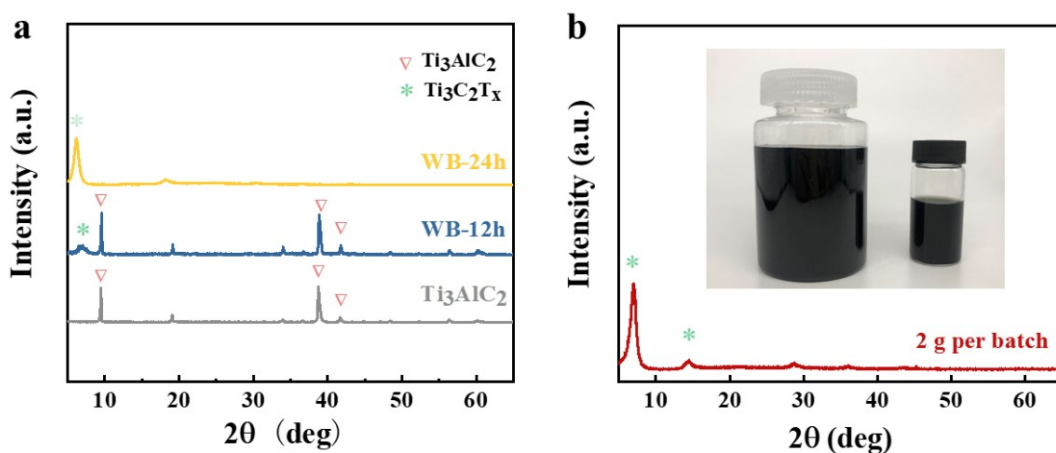 a
Intensity (a.u.)
▽ Ti₃AlC₂
* Ti₃C₂Tₓ
*
WB-24h
▽
▽
*
WB-12h
▽
▽
▽
Ti₃AlC₂
▽
10 20 30 40 50 60
2θ （deg）
b
Intensity (a.u.)
*
*
2 g per batch
10 20 30 40 50 60
2θ (deg)